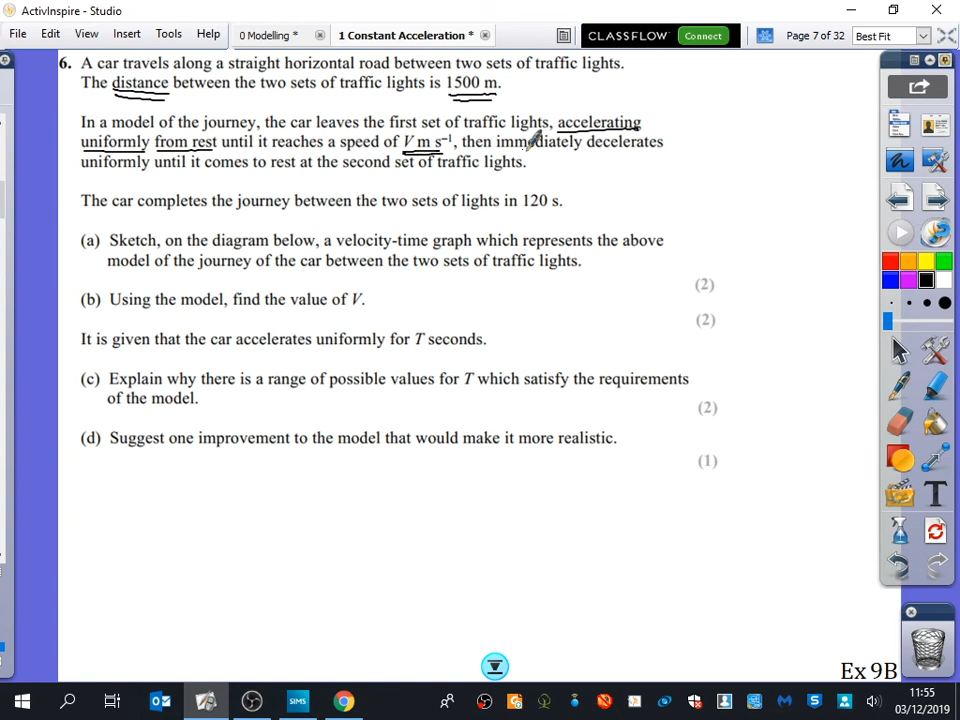 ActivInspire - Studio
File Edit View Insert Tools Help 0 Modelling * 1 Constant Acceleration * CLASSFLOW Connect Page 7 of 32 Best Fit
6. A car travels along a straight horizontal road between two sets of traffic lights.
The distance between the two sets of traffic lights is 1500 m.
In a model of the journey, the car leaves the first set of traffic lights, accelerating
uniformly from rest until it reaches a speed of V m s⁻¹, then immediately decelerates
uniformly until it comes to rest at the second set of traffic lights.
The car completes the journey between the two sets of lights in 120 s.
(a) Sketch, on the diagram below, a velocity-time graph which represents the above
model of the journey of the car between the two sets of traffic lights.
(2)
(b) Using the model, find the value of V.
(2)
It is given that the car accelerates uniformly for T seconds.
(c) Explain why there is a range of possible values for T which satisfy the requirements
of the model.
(2)
(d) Suggest one improvement to the model that would make it more realistic.
(1)
Ex 9B
SIMS
11:55
03/12/2019